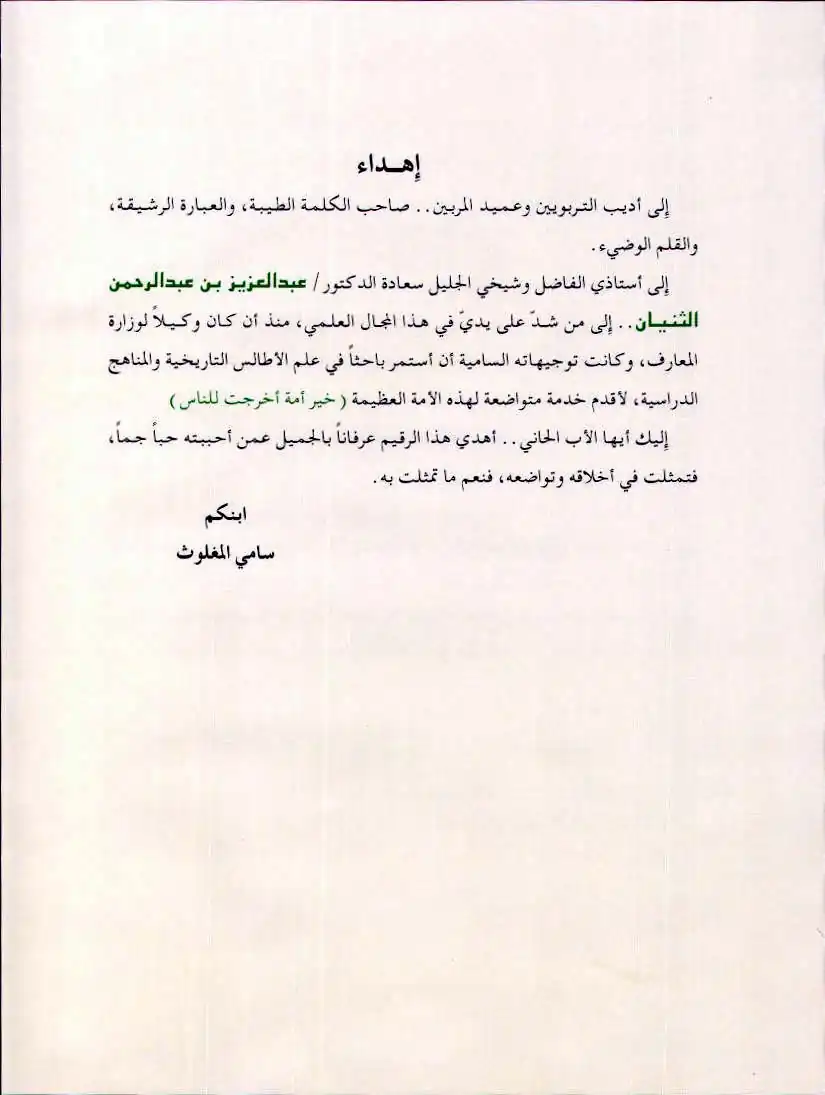 إهــداء
إلى أديب التربويين وعميد المربين.. صاحب الكلمة الطيبة، والعبارة الرشيقة،
والقلم الوضيء.
إلى أستاذي الفاضل وشيخي الجليل سعادة الدكتور/ عبدالعزيز بن عبدالرحمن
الثنيـان.. إلى من شدّ على يديّ في هذا المجال العلمي، منذ أن كان وكيلاً لوزارة
المعارف، وكانت توجيهاته السامية أن أستمر باحثاً في علم الأطالس التاريخية والمناهج
الدراسية، لأقدم خدمة متواضعة لهذه الأمة العظيمة (خير أمة أخرجت للناس)
إليك أيها الأب الحاني.. أهدي هذا الرقيم عرفاناً بالجميل عمن أحببته حباً جماً،
فتمثلت في أخلاقه وتواضعه، فنعم ما تمثلت به.
ابنكم
سامي المغلوث